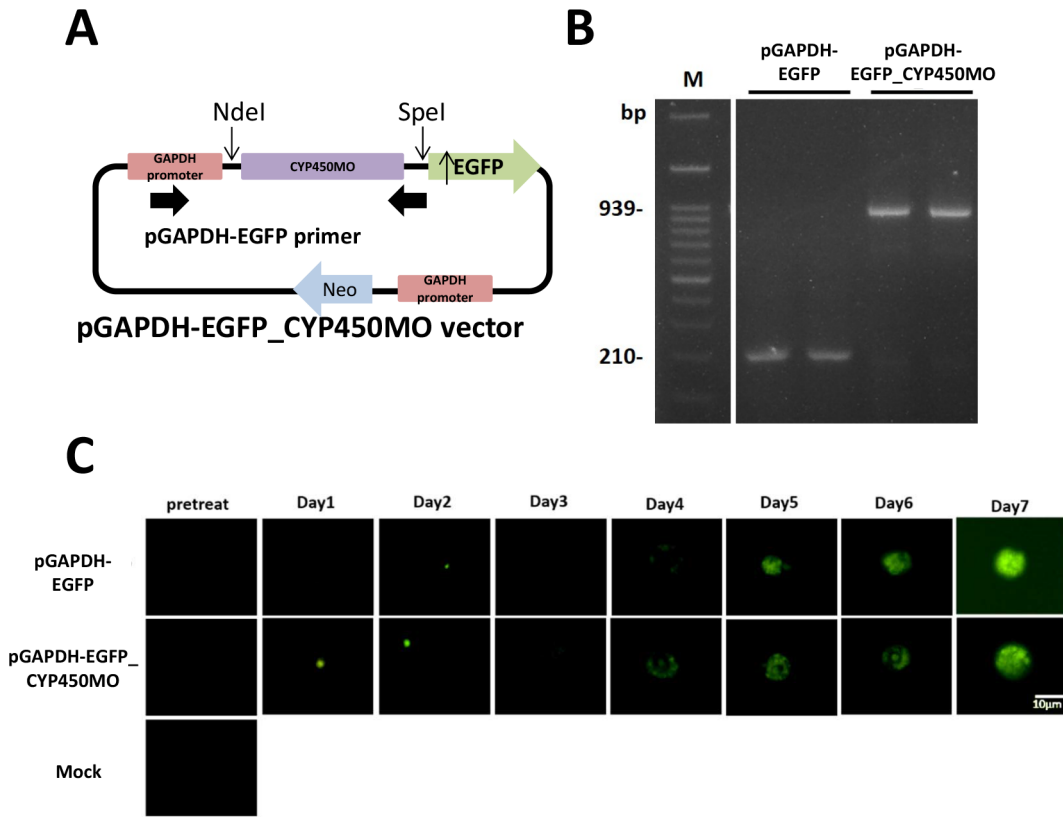 A
NdeI
SpeI
GAPDH
promoter
CYP450MO
EGFP
pGAPDH-EGFP primer
Neo
GAPDH
promoter
pGAPDH-EGFP_CYP450MO vector
B
pGAPDH-
EGFP
pGAPDH-
EGFP_CYP450MO
M
bp
939-
210-
C
pretreat Day1 Day2 Day3 Day4 Day5 Day6 Day7
pGAPDH-
EGFP
pGAPDH-EGFP_
CYP450MO
10μm
Mock